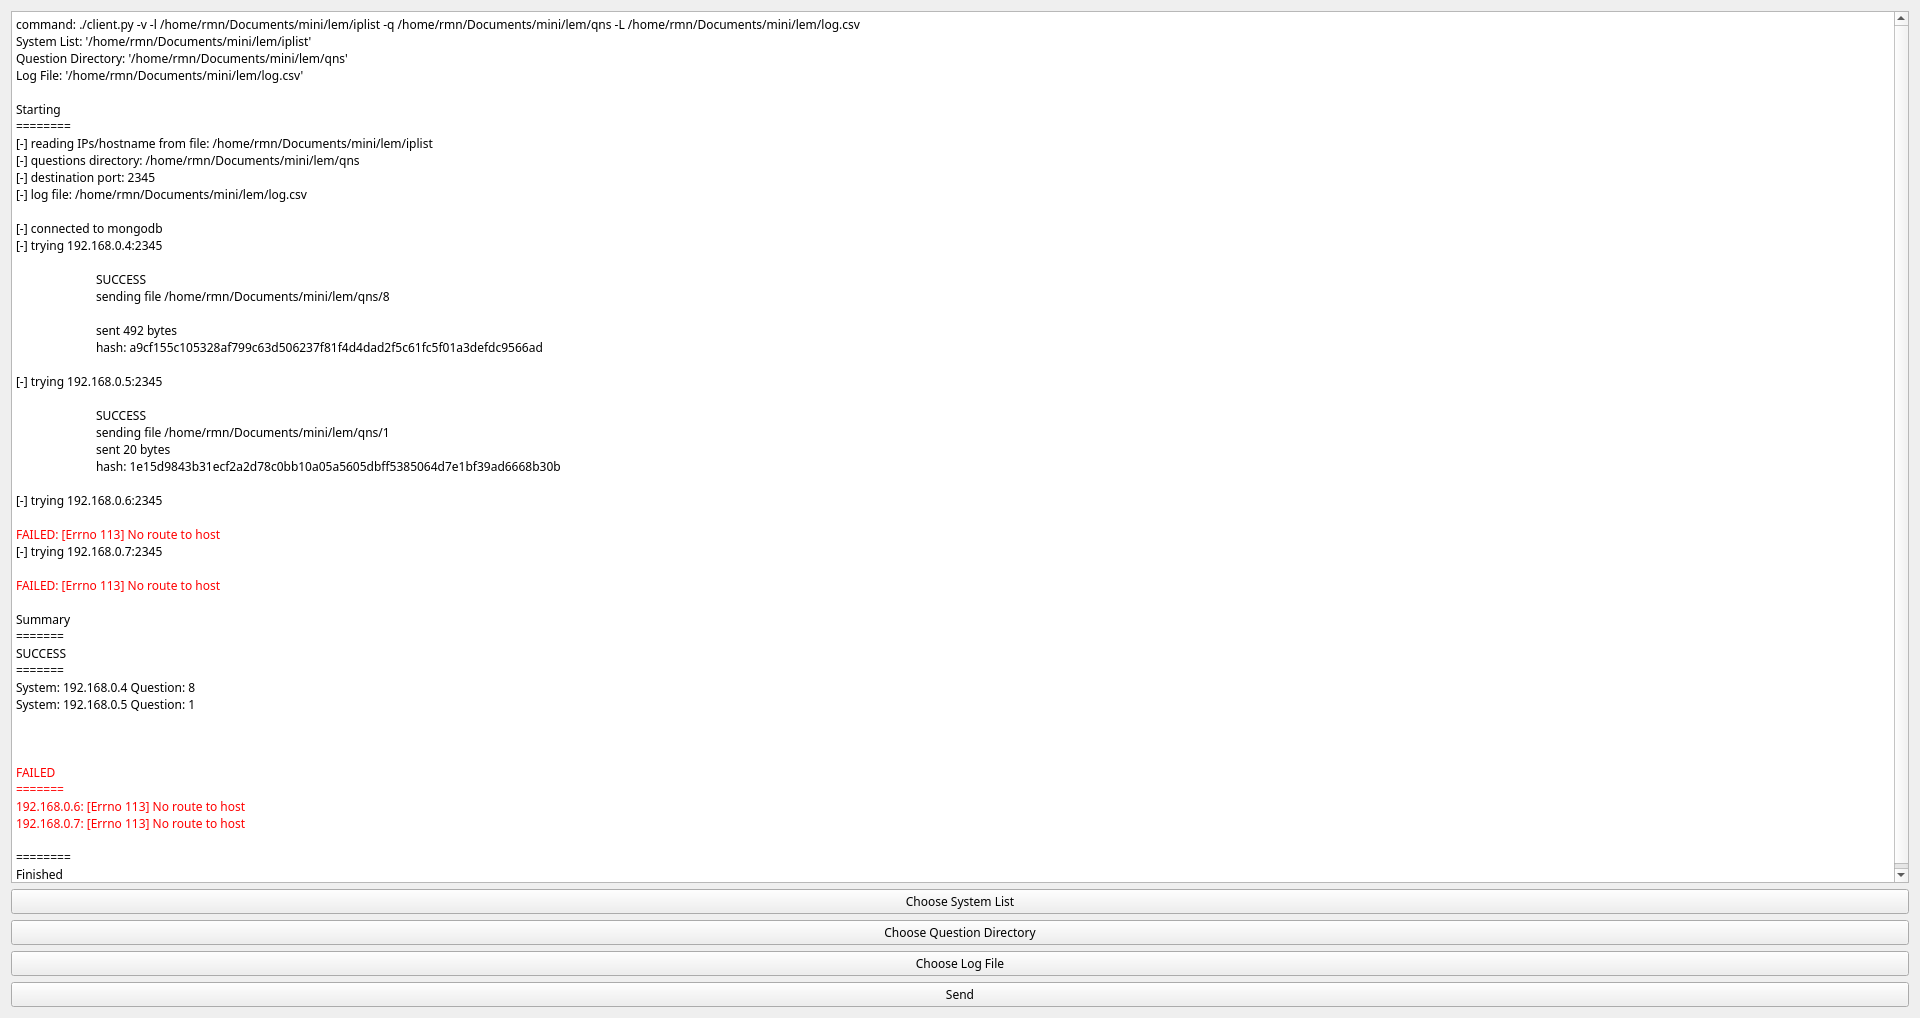 command: ./client.py -v -l /home/rmn/Documents/mini/lem/iplist -q /home/rmn/Documents/mini/lem/qns -L /home/rmn/Documents/mini/lem/log.csv
System List: '/home/rmn/Documents/mini/lem/iplist'
Question Directory: '/home/rmn/Documents/mini/lem/qns'
Log File: '/home/rmn/Documents/mini/lem/log.csv'
Starting
========
[-] reading IPs/hostname from file: /home/rmn/Documents/mini/lem/iplist
[-] questions directory: /home/rmn/Documents/mini/lem/qns
[-] destination port: 2345
[-] log file: /home/rmn/Documents/mini/lem/log.csv
[-] connected to mongodb
[-] trying 192.168.0.4:2345
SUCCESS
sending file /home/rmn/Documents/mini/lem/qns/8
sent 492 bytes
hash: a9cf155c105328af799c63d506237f81f4d4dad2f5c61fc5f01a3defdc9566ad
[-] trying 192.168.0.5:2345
SUCCESS
sending file /home/rmn/Documents/mini/lem/qns/1
sent 20 bytes
hash: 1e15d9843b31ecf2a2d78c0bb10a05a5605dbff5385064d7e1bf39ad6668b30b
[-] trying 192.168.0.6:2345
FAILED: [Errno 113] No route to host
[-] trying 192.168.0.7:2345
FAILED: [Errno 113] No route to host
Summary
=======
SUCCESS
=======
System: 192.168.0.4 Question: 8
System: 192.168.0.5 Question: 1
FAILED
=======
192.168.0.6: [Errno 113] No route to host
192.168.0.7: [Errno 113] No route to host
========
Finished
Choose System List
Choose Question Directory
Choose Log File
Send